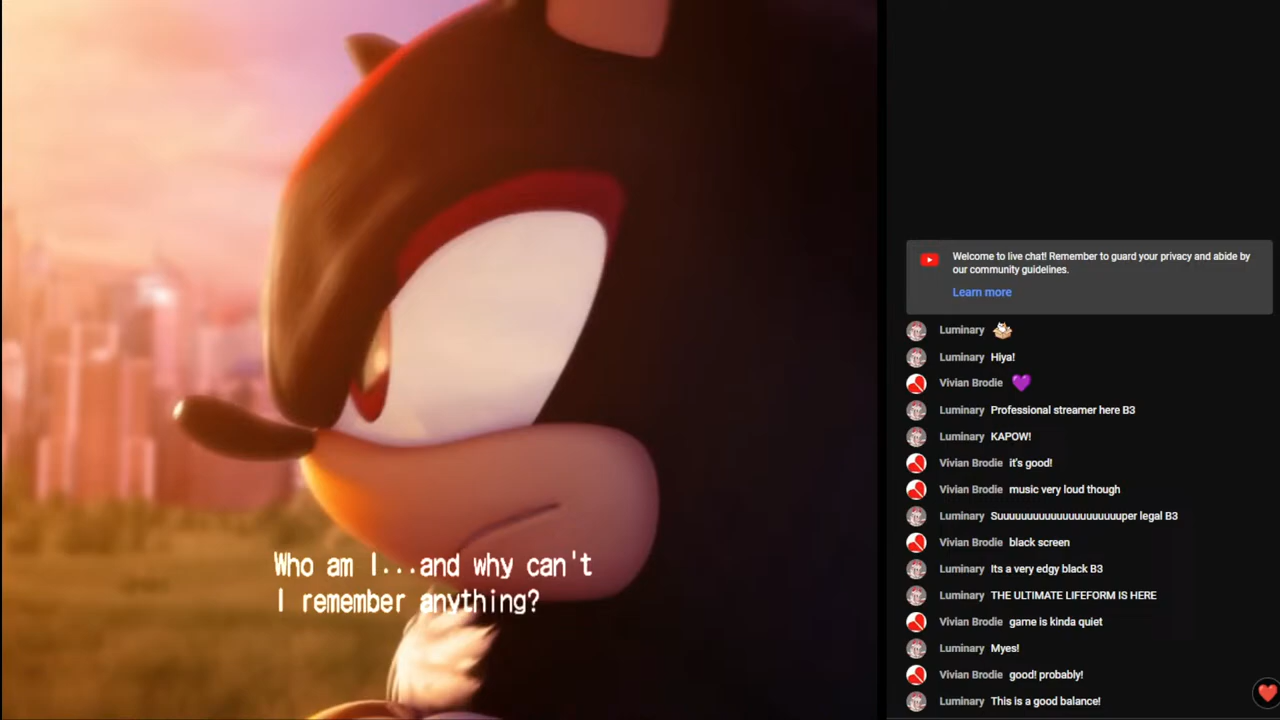 Who am I...and why can't
I remember anything?
Welcome to live chat! Remember to guard your privacy and abide by
our community guidelines.
Learn more
Luminary
Luminary Hiya!
Vivian Brodie
Luminary Professional streamer here B3
Luminary KAPOW!
Vivian Brodie it's good!
Vivian Brodie music very loud though
Luminary Suuuuuuuuuuuuuuuuuuuuper legal B3
Vivian Brodie black screen
Luminary Its a very edgy black B3
Luminary THE ULTIMATE LIFEFORM IS HERE
Vivian Brodie game is kinda quiet
Luminary Myes!
Vivian Brodie good! probably!
Luminary This is a good balance!